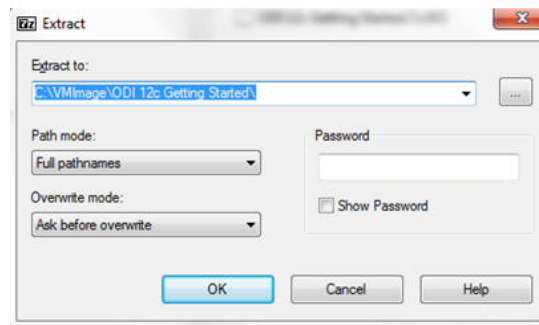 7z Extract
Extract to:
C:\VMImage\ODI 12c Getting Started\
...
Path mode:
Full pathnames
Password
Overwrite mode:
Ask before overwrite
Show Password
OK
Cancel
Help